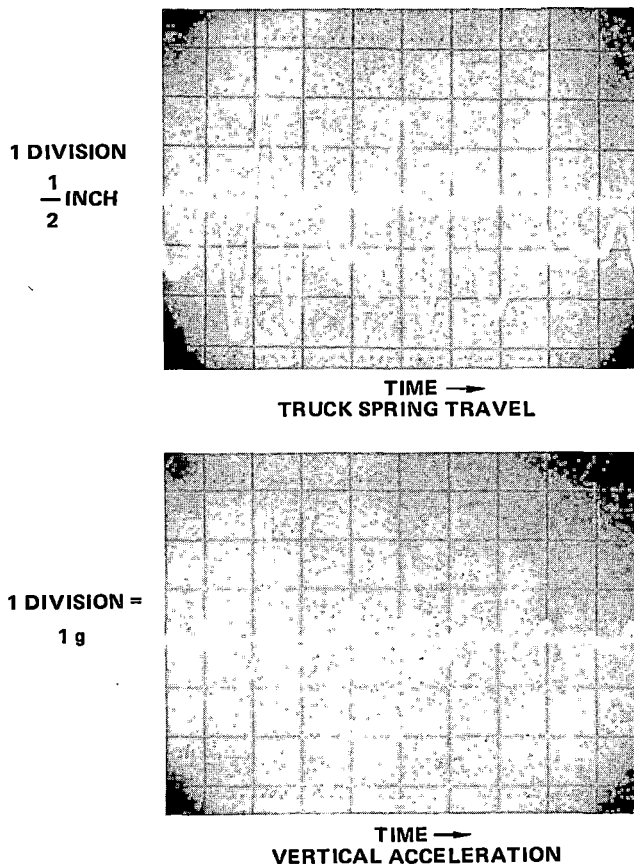 1 DIVISION
1
— INCH
2
TIME →
TRUCK SPRING TRAVEL
1 DIVISION =
1 g
TIME →
VERTICAL ACCELERATION